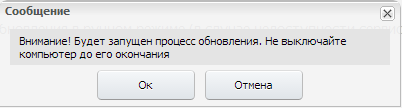 Сообщение
Внимание! Будет запущен процесс обновления. Не выключайте
компьютер до его окончания
Ок
Отмена